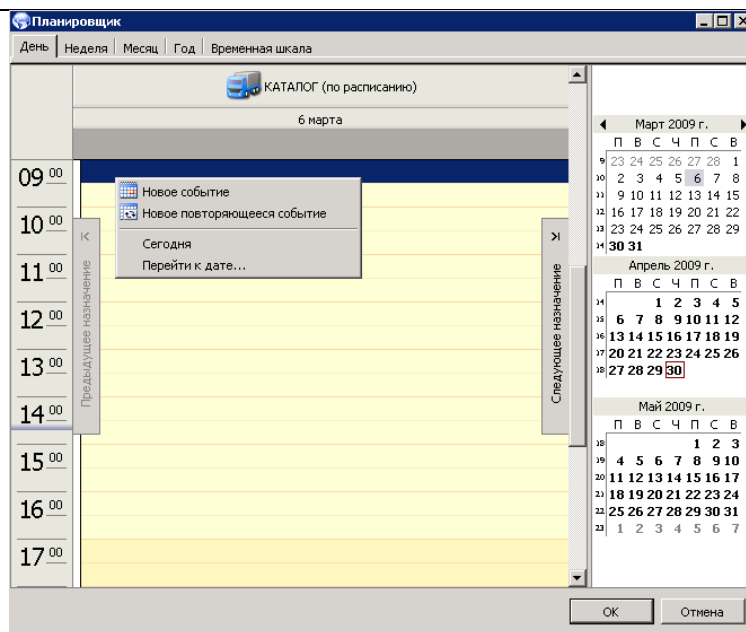 Планировщик
День Неделя Месяц Год Временная шкала
КАТАЛОГ (по расписанию)
6 марта
09 00
10 00
11 00
12 00
13 00
14 00
15 00
16 00
17 00
Новое событие
Новое повторяющееся событие
Сегодня
Перейти к дате...
Предыдущее назначение
Следующее назначение
Март 2009 г.
П В С Ч П С В
9 23 24 25 26 27 28 1
10 2 3 4 5 6 7 8
11 9 10 11 12 13 14 15
12 16 17 18 19 20 21 22
13 23 24 25 26 27 28 29
14 30 31
Апрель 2009 г.
П В С Ч П С В
14 1 2 3 4 5
15 6 7 8 9 10 11 12
16 13 14 15 16 17 18 19
17 20 21 22 23 24 25 26
18 27 28 29 30
Май 2009 г.
П В С Ч П С В
18 1 2 3
19 4 5 6 7 8 9 10
20 11 12 13 14 15 16 17
21 18 19 20 21 22 23 24
22 25 26 27 28 29 30 31
23 1 2 3 4 5 6 7
ОК Отмена